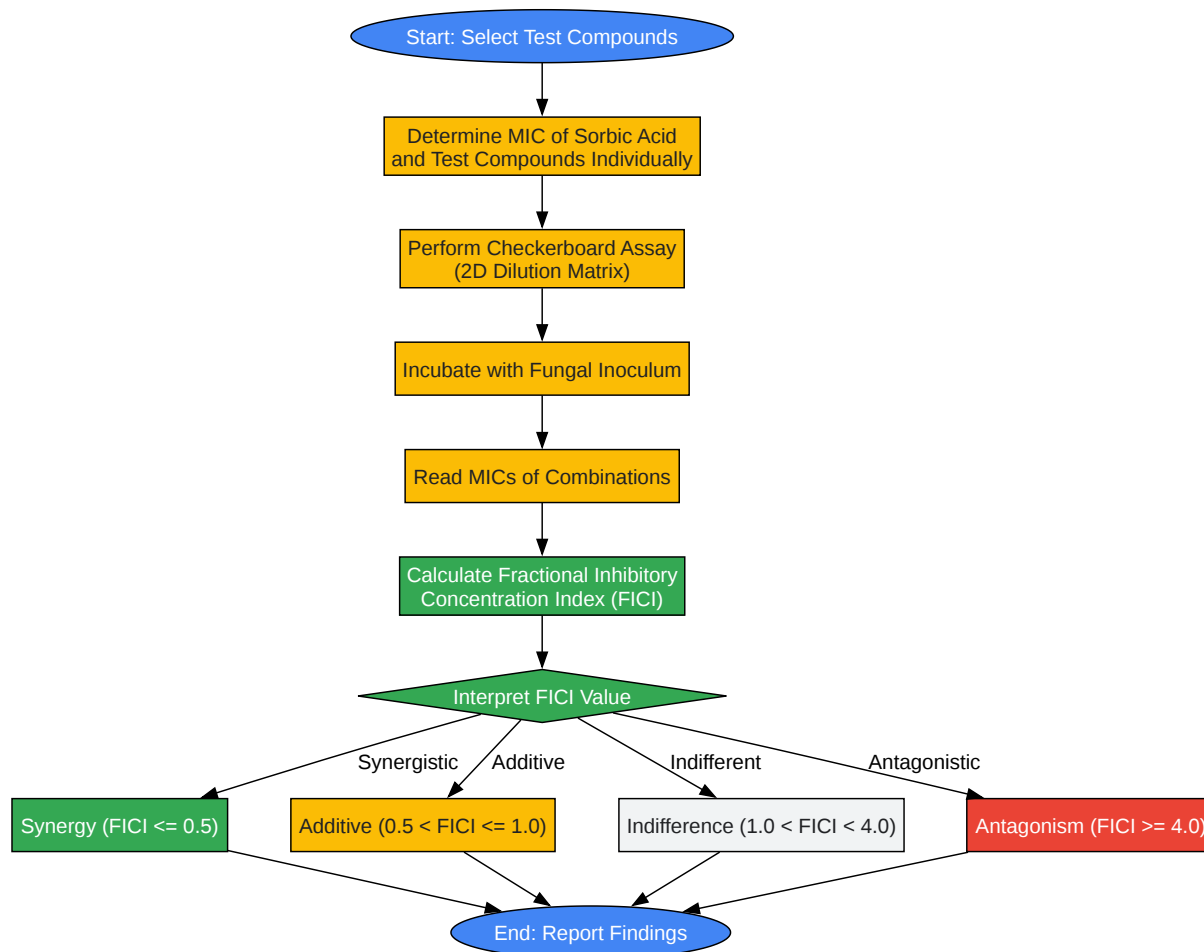 Start: Select Test Compounds
Determine MIC of Sorbic Acid
and Test Compounds Individually
Perform Checkerboard Assay
(2D Dilution Matrix)
Incubate with Fungal Inoculum
Read MICs of Combinations
Calculate Fractional Inhibitory
Concentration Index (FICI)
Interpret FICI Value
Synergistic
Additive
Indifferent
Antagonistic
Synergy (FICI <= 0.5)
Additive (0.5 < FICI <= 1.0)
Indifference (1.0 < FICI < 4.0)
Antagonism (FICI >= 4.0)
End: Report Findings